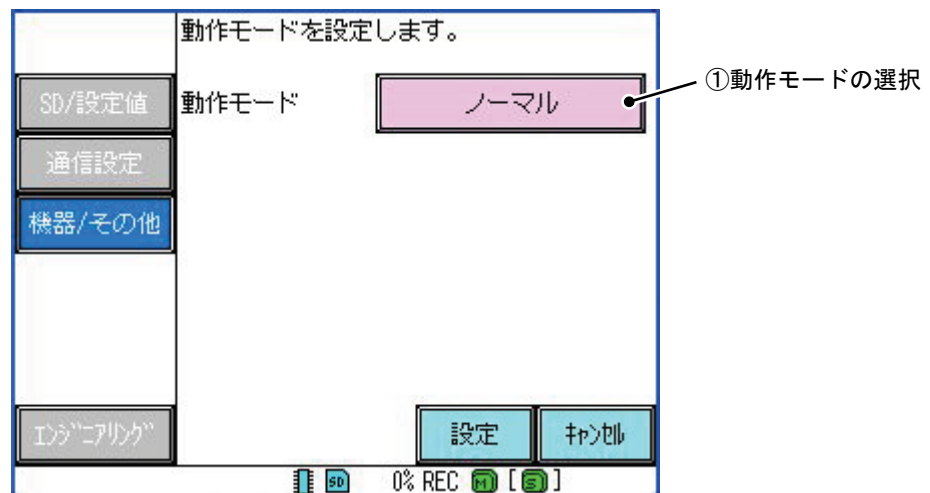 動作モードを設定します。
SD/設定値
動作モード
ノーマル
①動作モードの選択
通信設定
機器/その他
エンジニアリング
設定
キャンセル
SD 0% REC M [S]